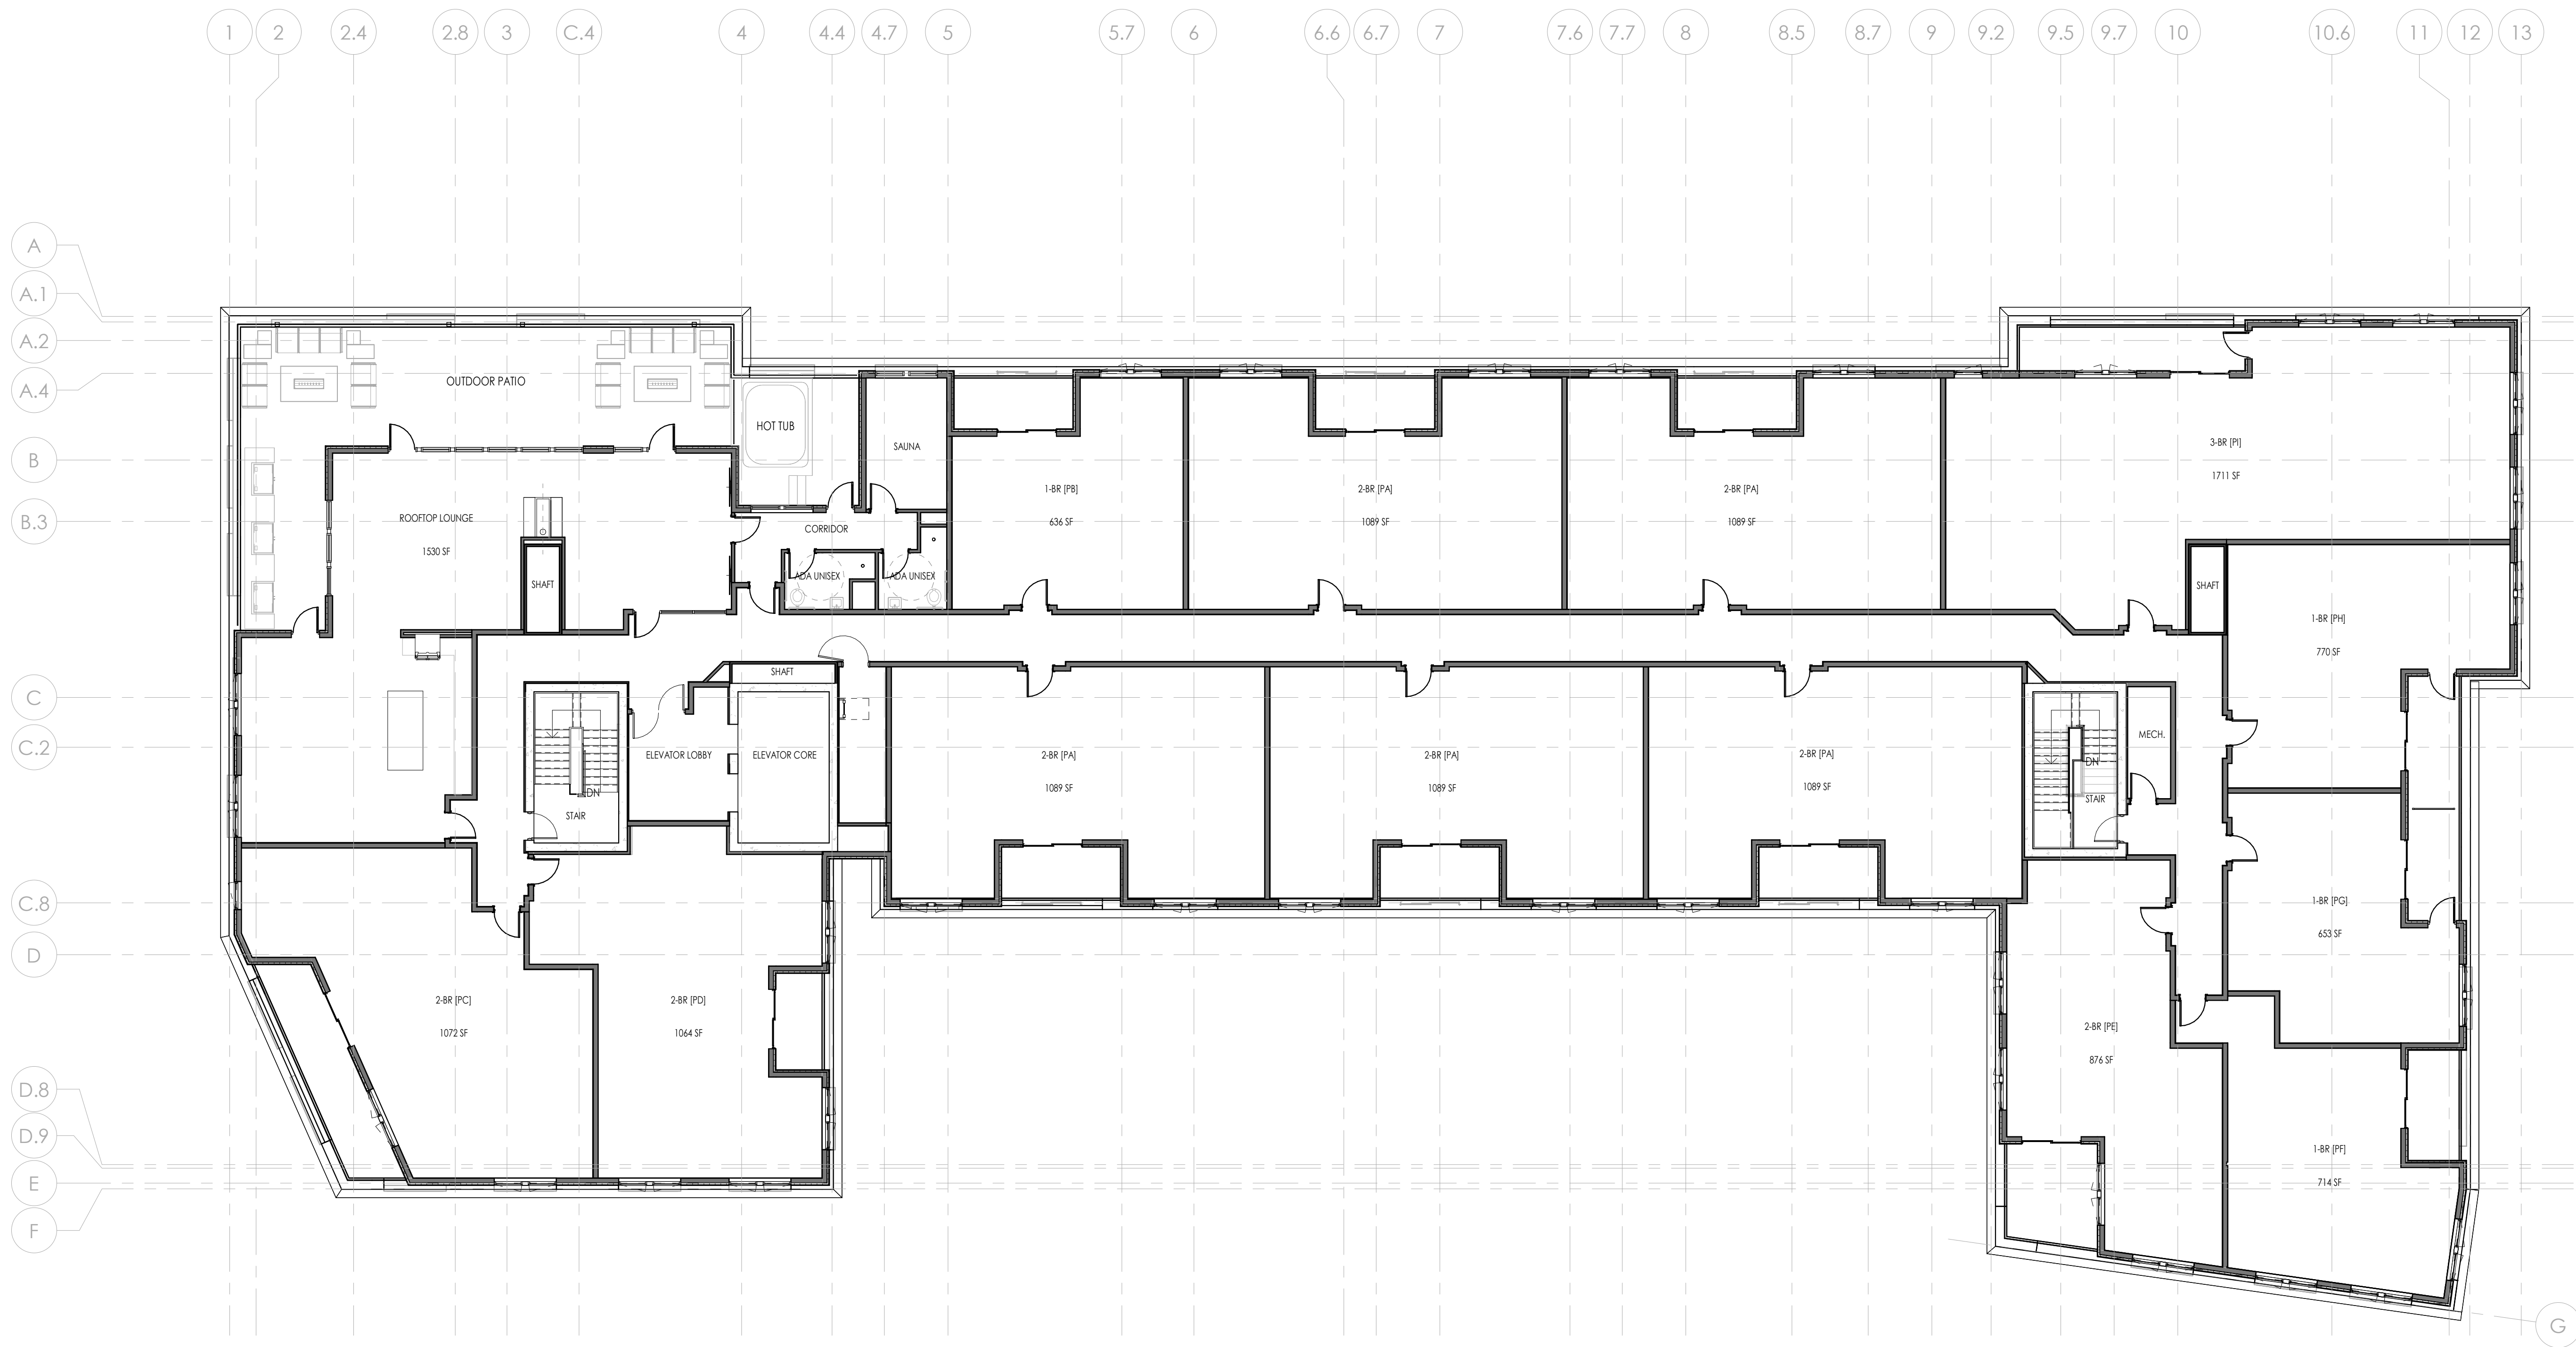 1
2
2.4
2.8
3
C.4
4
4.4
4.7
5
5.7
6
6.6
6.7
7
7.6
7.7
8
8.5
8.7
9
9.2
9.5
9.7
10
10.6
11
12
13
A
A.1
A.2
A.4
B
B.3
C
C.2
C.8
D
D.8
D.9
E
F
G
OUTDOOR PATIO
HOT TUB
SAUNA
ROOFTOP LOUNGE
1530 SF
SHAFT
CORRIDOR
ADA UNISEX
ADA UNISEX
1-BR [PB]
636 SF
2-BR [PA]
1089 SF
2-BR [PA]
1089 SF
3-BR [PI]
1711 SF
SHAFT
1-BR [PH]
770 SF
SHAFT
ELEVATOR LOBBY
ELEVATOR CORE
DN
STAIR
2-BR [PA]
1089 SF
2-BR [PA]
1089 SF
2-BR [PA]
1089 SF
MECH.
DN
STAIR
1-BR [PG]
653 SF
2-BR [PC]
1072 SF
2-BR [PD]
1064 SF
2-BR [PE]
876 SF
1-BR [PF]
714 SF